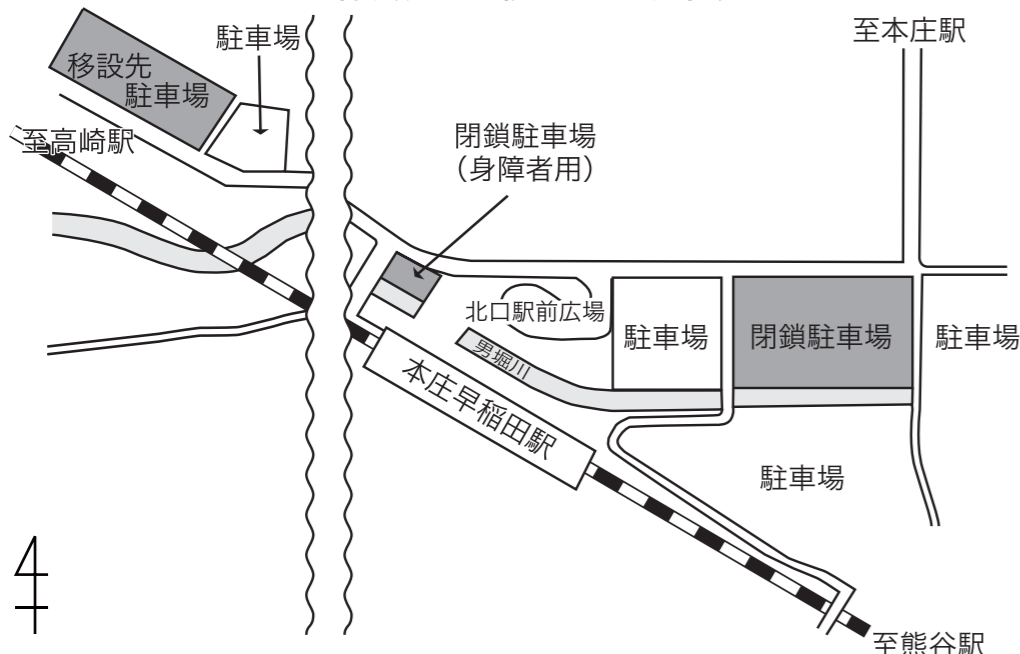 駐車場
至本庄駅
移設先
駐車場
至高崎駅
閉鎖駐車場
（身障者用）
北口駅前広場
駐車場
閉鎖駐車場
駐車場
男堀川
本庄早稲田駅
駐車場
至熊谷駅